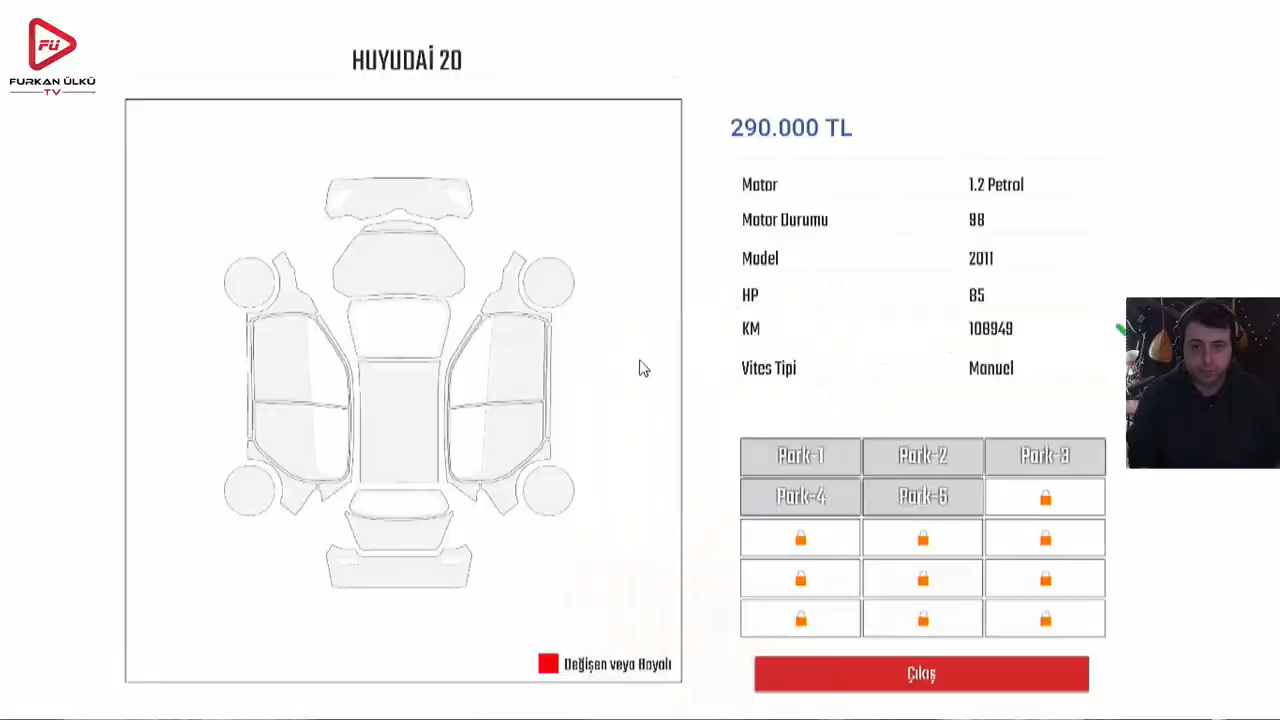 FU
FURKAN ÜLKÜ
TV
HUYUDAİ 20
290.000 TL
Motor 1.2 Petrol
Motor Durumu 98
Model 2011
HP 85
KM 108949
Vites Tipi Manuel
Park-1 Park-2 Park-3
Park-4 Park-5
Değişen veya Boyalı
Çıkış